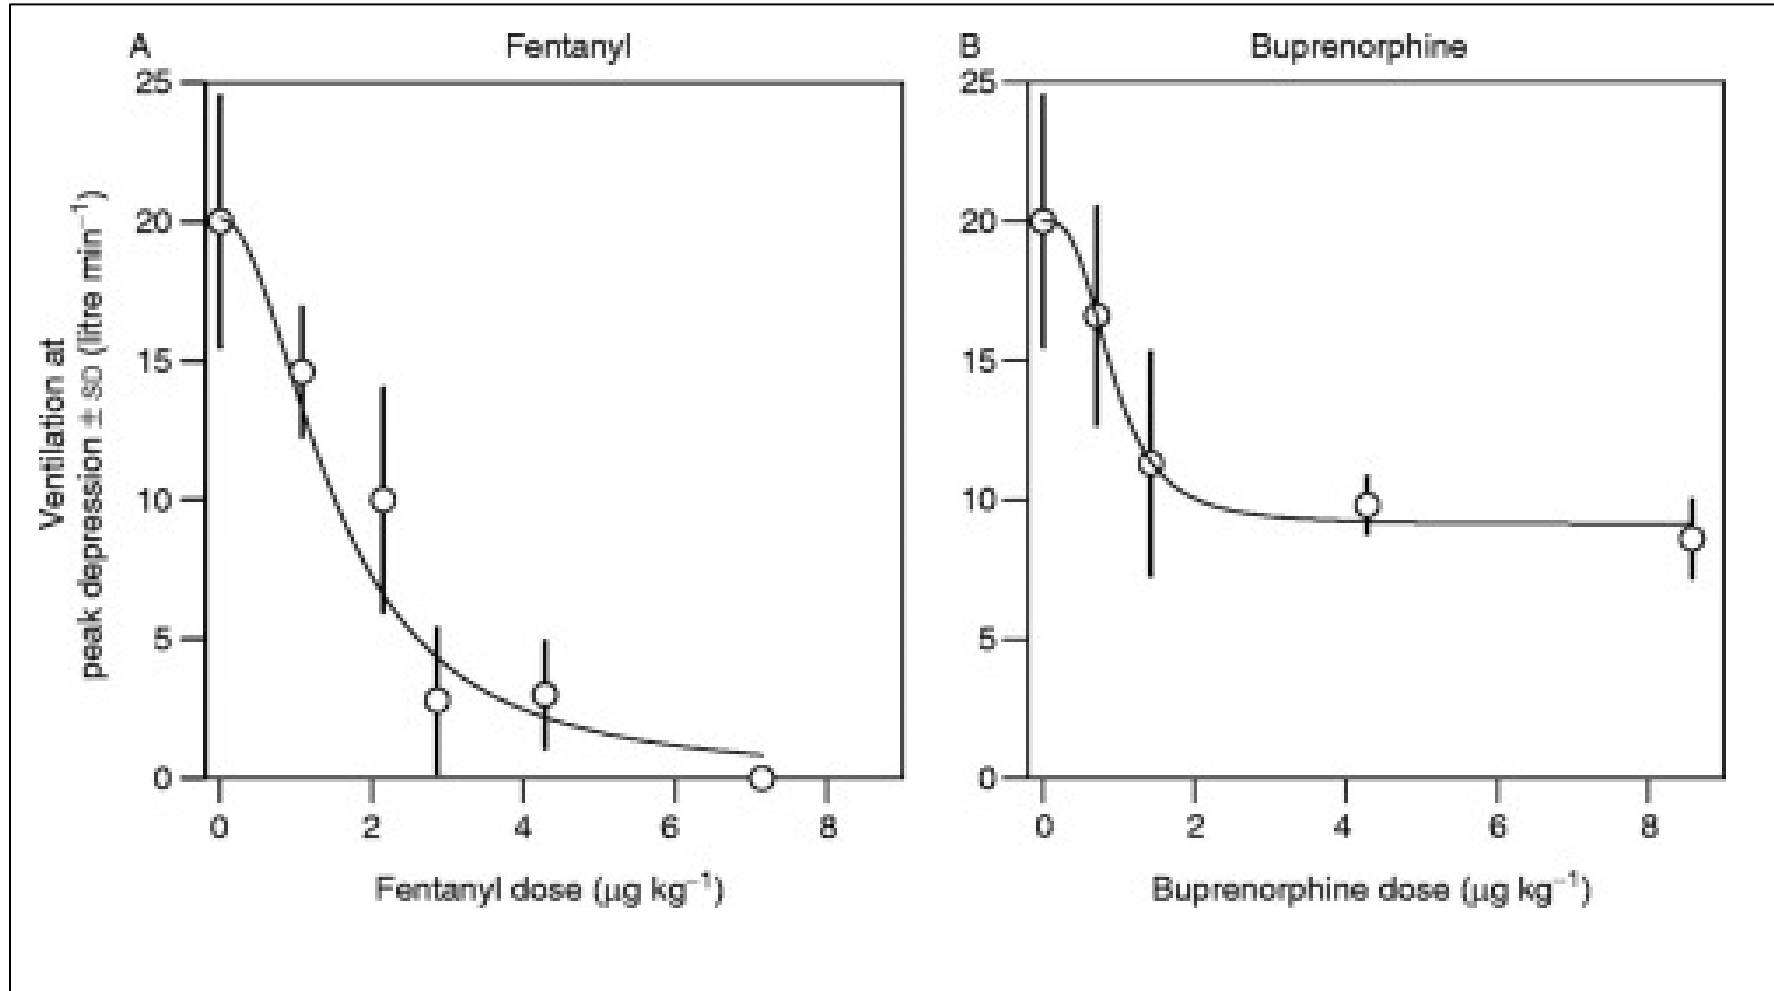 A
Fentanyl
25
20
15
10
5
0
0
2
4
6
8
Ventilation at
peak depression ± SD (litre min⁻¹)
Fentanyl dose (µg kg⁻¹)
B
Buprenorphine
25
20
15
10
5
0
0
2
4
6
8
Buprenorphine dose (µg kg⁻¹)